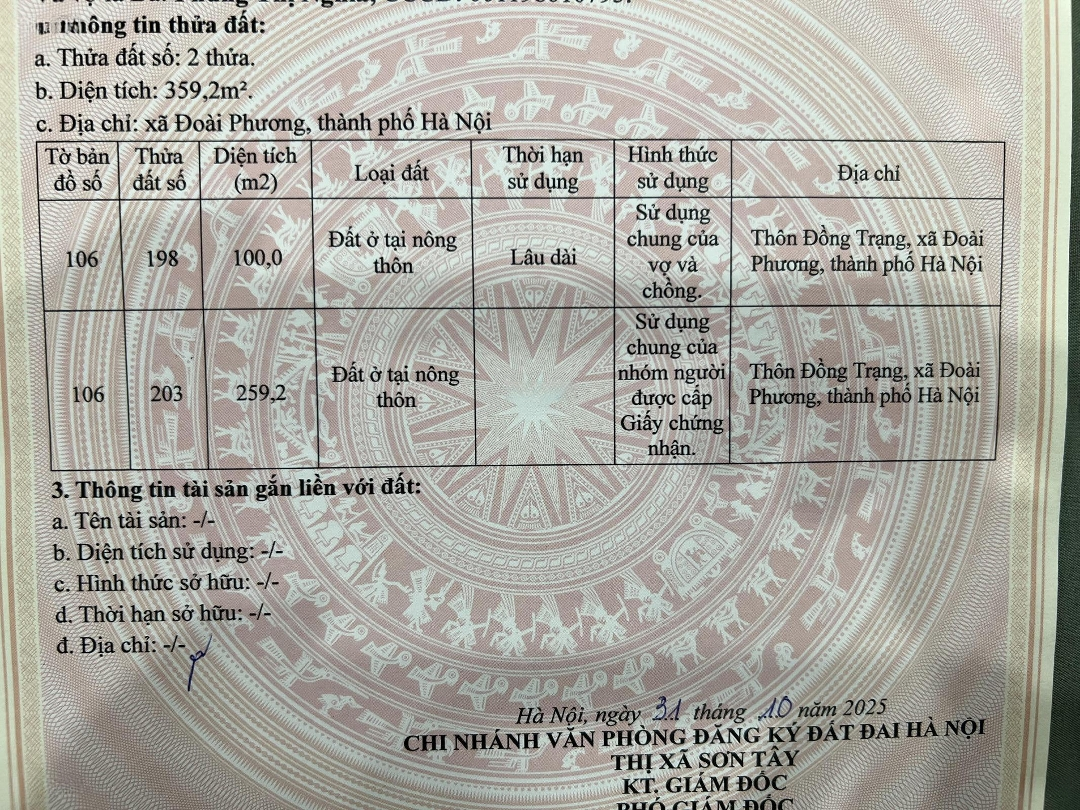 thông tin thửa đất:
a. Thửa đất số: 2 thửa.
b. Diện tích: 359,2m².
c. Địa chỉ: xã Đoài Phương, thành phố Hà Nội
Tờ bản đồ số
Thửa đất số
Diện tích (m2)
Loại đất
Thời hạn sử dụng
Hình thức sử dụng
Địa chỉ
106
198
100,0
Đất ở tại nông thôn
Lâu dài
Sử dụng chung của vợ và chồng.
Thôn Đồng Trạng, xã Đoài Phương, thành phố Hà Nội
106
203
259,2
Đất ở tại nông thôn
Sử dụng chung của nhóm người được cấp Giấy chứng nhận.
Thôn Đồng Trạng, xã Đoài Phương, thành phố Hà Nội
3. Thông tin tài sản gắn liền với đất:
a. Tên tài sản: -/-
b. Diện tích sử dụng: -/-
c. Hình thức sở hữu: -/-
d. Thời hạn sở hữu: -/-
đ. Địa chỉ: -/-
Hà Nội, ngày 31 tháng 10 năm 2025
CHI NHÁNH VĂN PHÒNG ĐĂNG KÝ ĐẤT ĐAI HÀ NỘI
THỊ XÃ SƠN TÂY
KT. GIÁM ĐỐC
PHÓ GIÁM ĐỐC